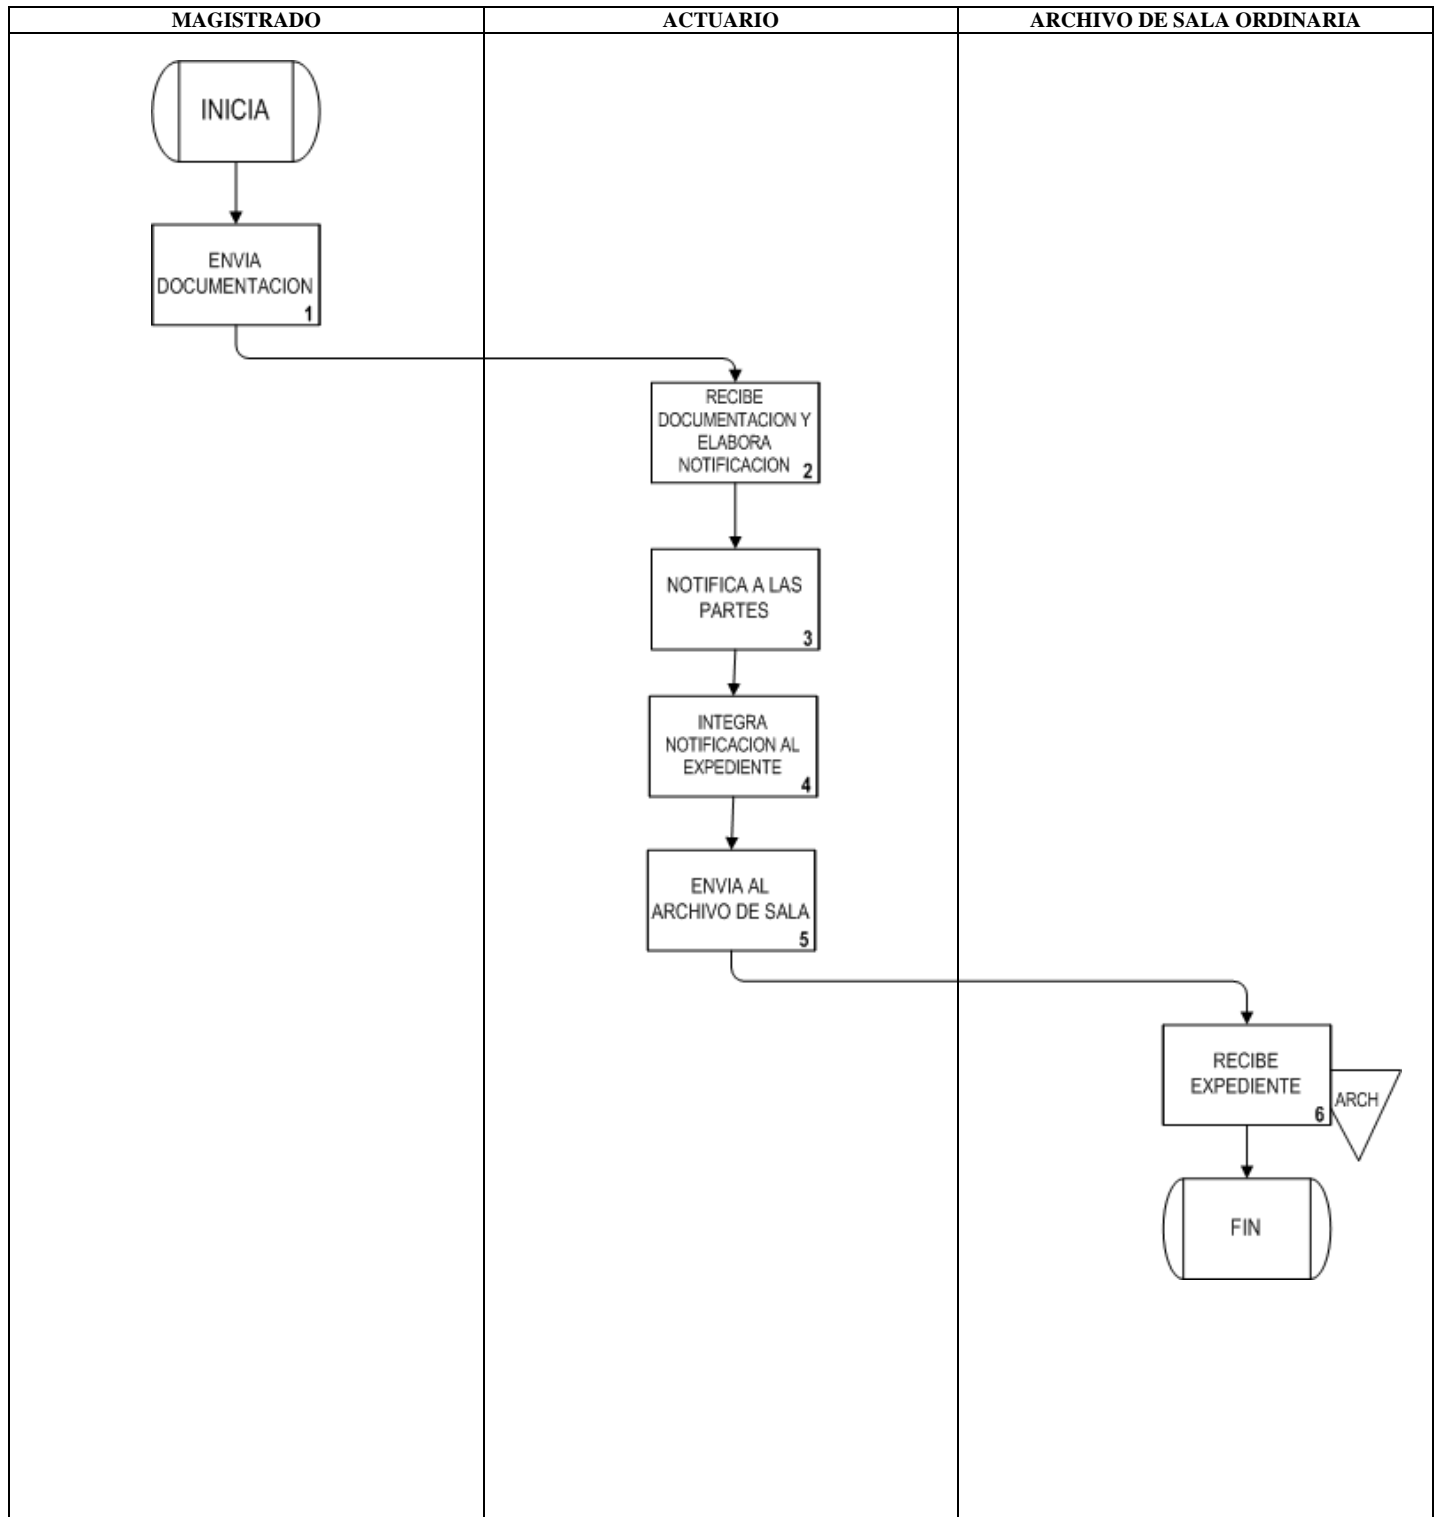 MAGISTRADO
ACTUARIO
ARCHIVO DE SALA ORDINARIA
INICIA
ENVIA
DOCUMENTACION
1
RECIBE
DOCUMENTACION Y
ELABORA
NOTIFICACION
2
NOTIFICA A LAS
PARTES
3
INTEGRA
NOTIFICACION AL
EXPEDIENTE
4
ENVIA AL
ARCHIVO DE SALA
5
RECIBE
EXPEDIENTE
6
ARCH
FIN